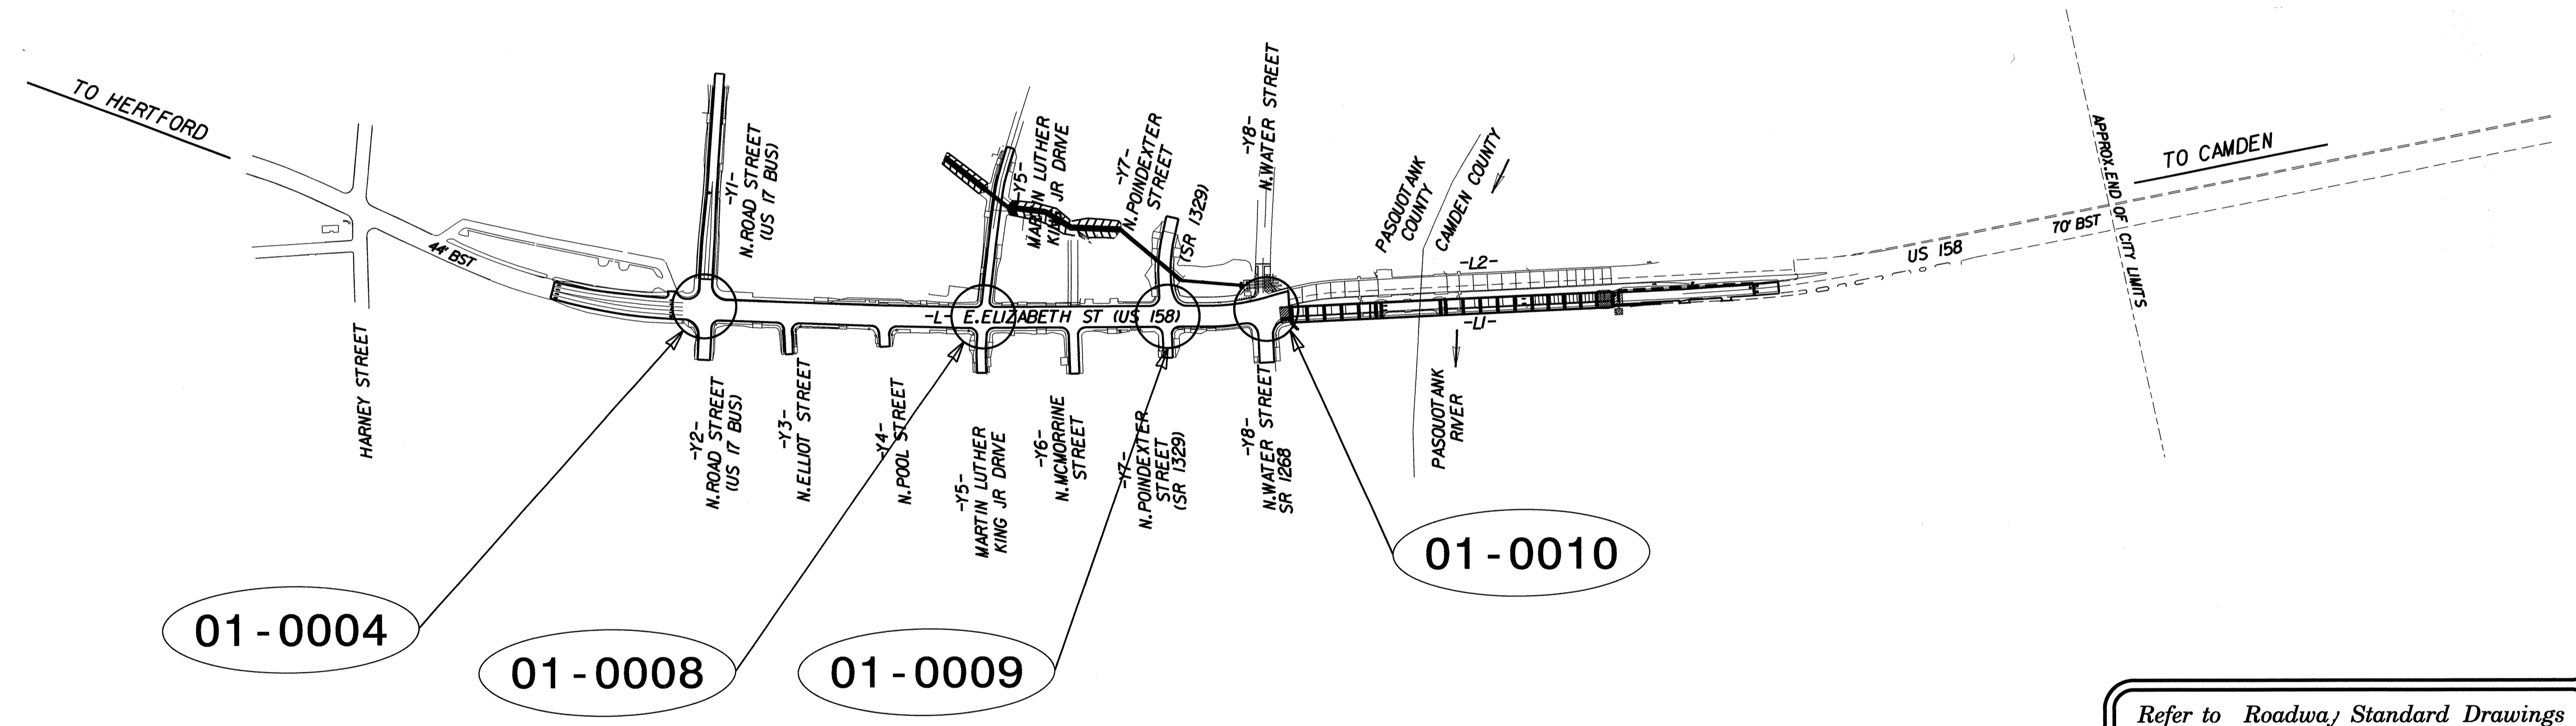 TO HERTFORD
44' BST
HARNEY STREET
-Y1-
N.ROAD STREET
(US 17 BUS)
-Y5-
MARTIN LUTHER
KING JR DRIVE
-Y7-
N.POINDEXTER
STREET
(SR 1329)
-Y8-
N.WATER STREET
PASQUOTANK
COUNTY
CAMDEN COUNTY
-L2-
-L1-
PASQUOTANK
RIVER
-L- E.ELIZABETH ST (US 158)
US 158
70' BST
TO CAMDEN
APPROX.END OF CITY LIMITS
-Y2-
N.ROAD STREET
(US 17 BUS)
-Y3-
N.ELLIOT STREET
-Y4-
N.POOL STREET
-Y5-
MARTIN LUTHER
KING JR DRIVE
-Y6-
N.MCMORRINE
STREET
-Y7-
N.POINDEXTER
STREET
(SR 1329)
-Y8-
N.WATER STREET
SR 1268
01-0004
01-0008
01-0009
01-0010
Refer to Roadway Standard Drawings